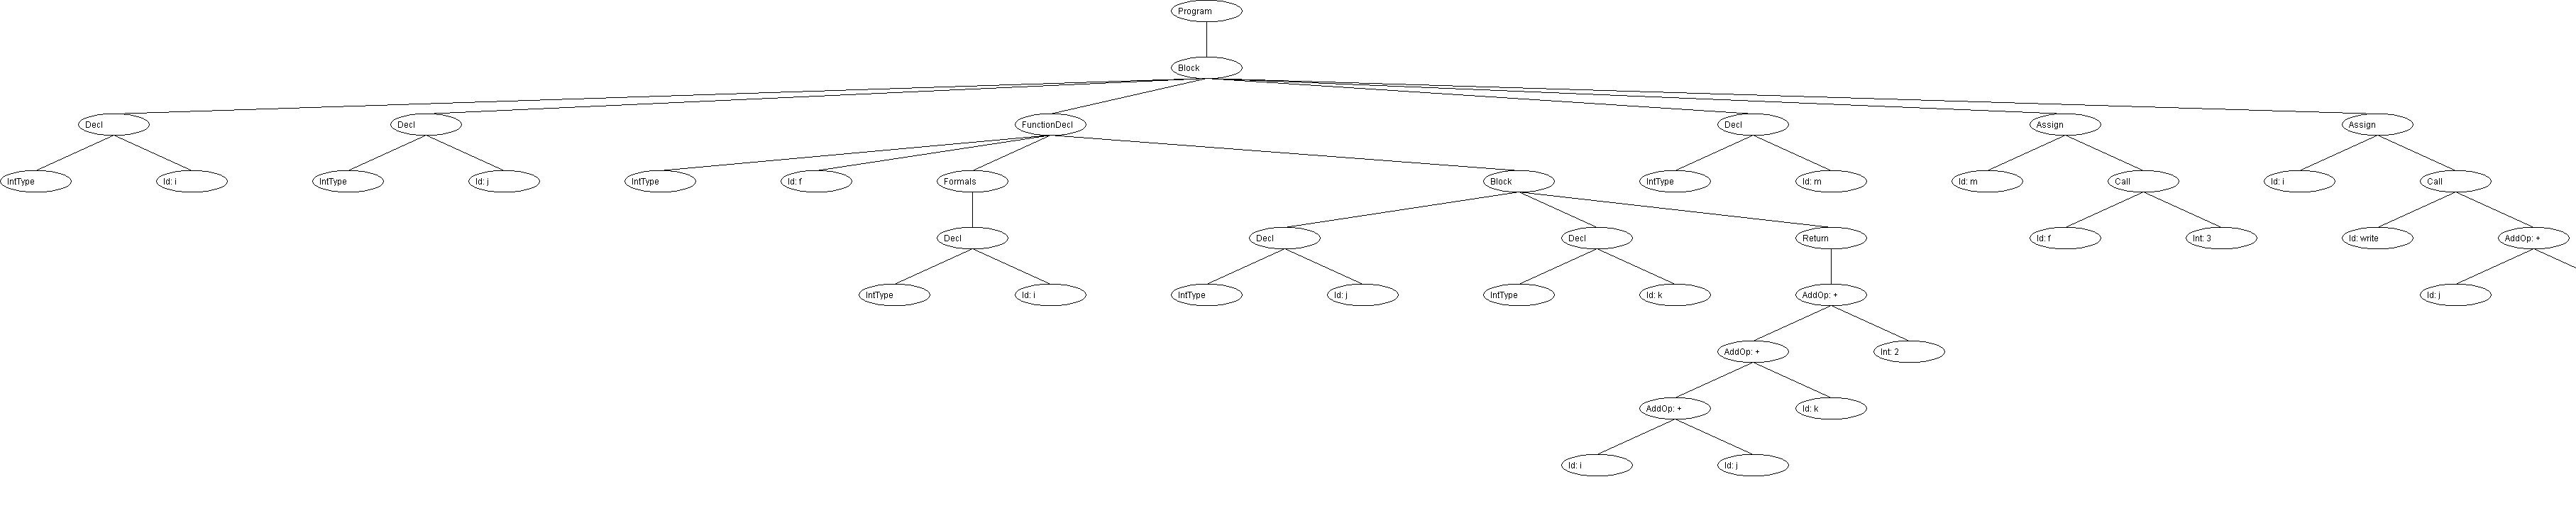 Program
Block
Decl Decl FunctionDecl Decl Assign Assign
IntType Id: i IntType Id: j IntType Id: f Formals Block IntType Id: m Id: m Call Id: i Call
Decl Decl Decl Return Id: f Int: 3 Id: write AddOp: +
IntType Id: i IntType Id: j IntType Id: k AddOp: + Id: j
AddOp: + Int: 2
AddOp: + Id: k
Id: i Id: j